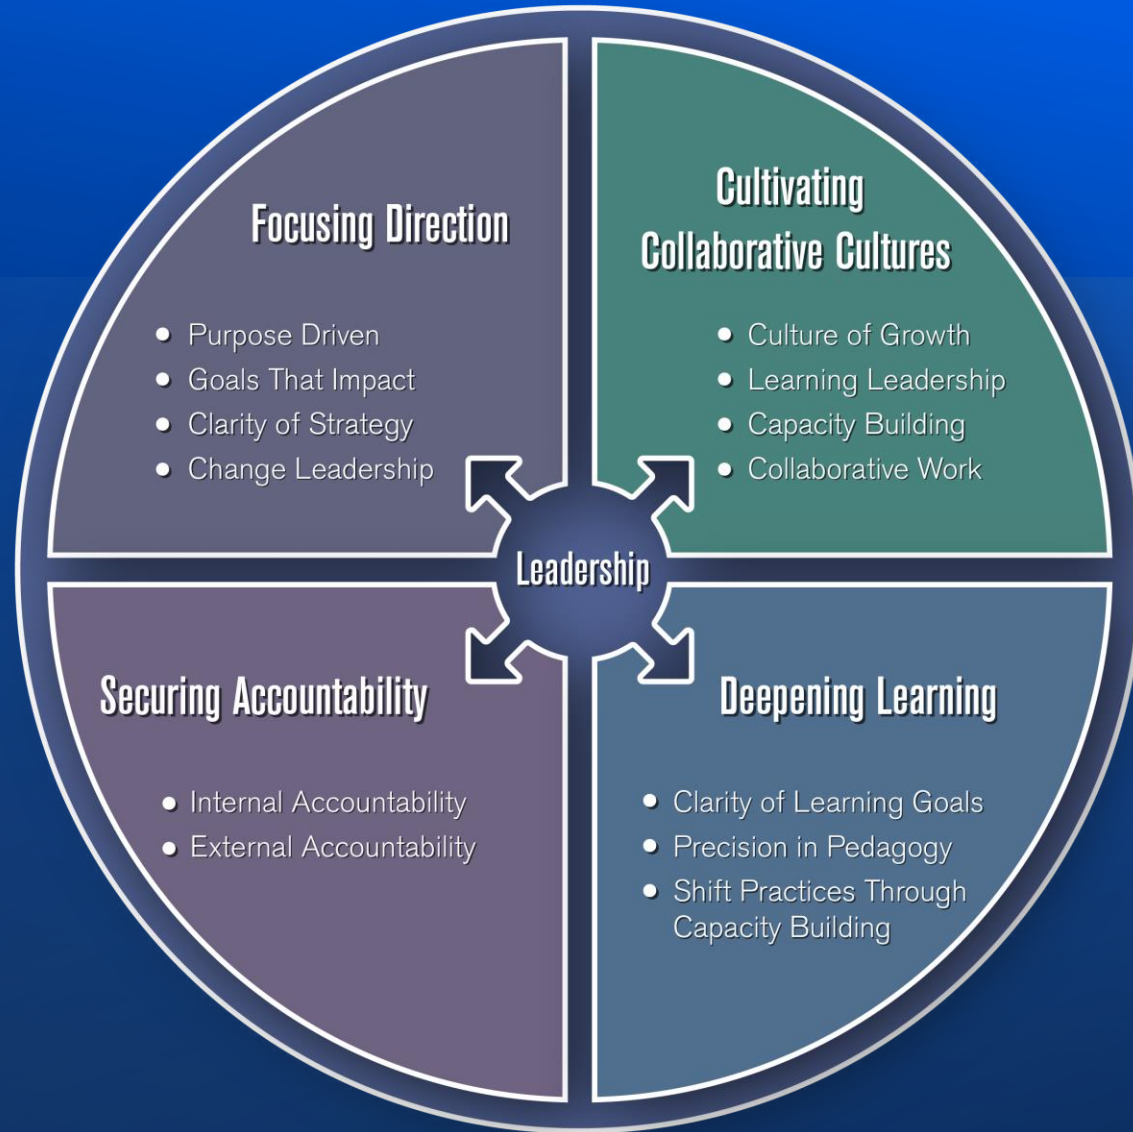 Focusing Direction
• Purpose Driven
• Goals That Impact
• Clarity of Strategy
• Change Leadership
Cultivating
Collaborative Cultures
• Culture of Growth
• Learning Leadership
• Capacity Building
• Collaborative Work
Leadership
Securing Accountability
• Internal Accountability
• External Accountability
Deepening Learning
• Clarity of Learning Goals
• Precision in Pedagogy
• Shift Practices Through
Capacity Building